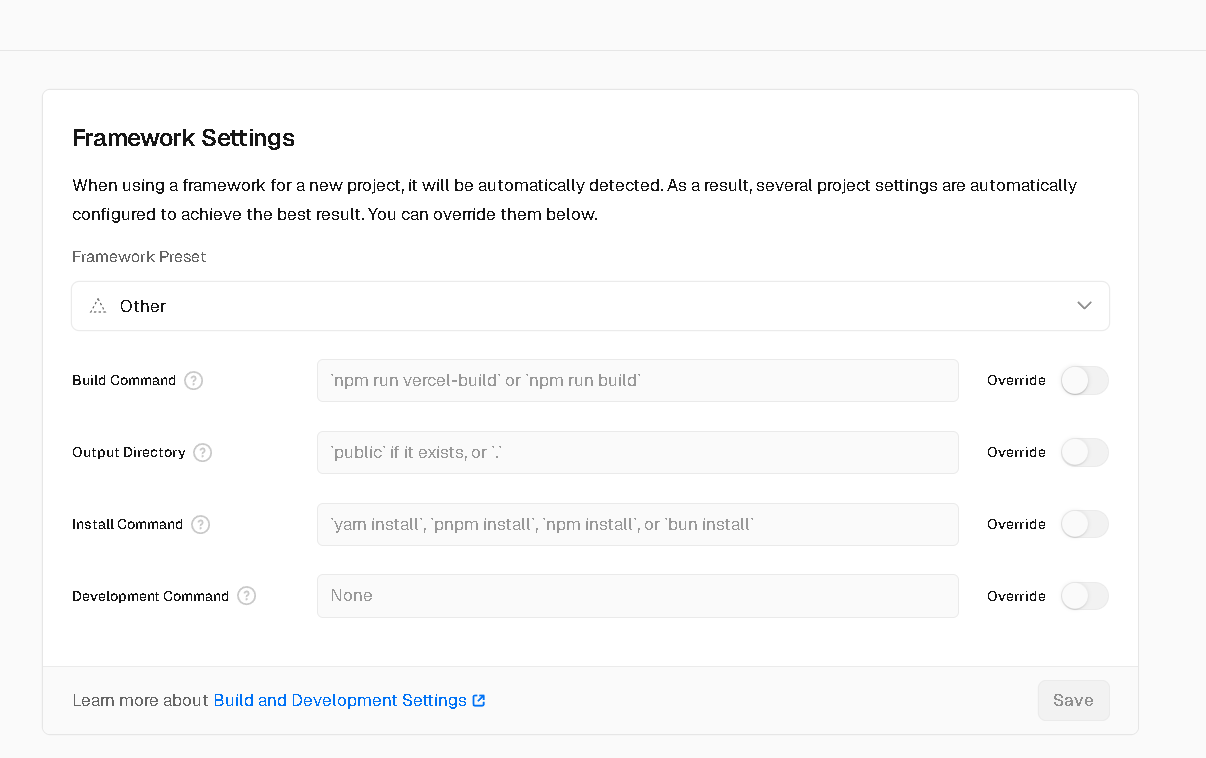 Framework Settings
When using a framework for a new project, it will be automatically detected. As a result, several project settings are automatically
configured to achieve the best result. You can override them below.
Framework Preset
Other
Build Command ?
`npm run vercel-build` or `npm run build`
Override
Output Directory ?
`public` if it exists, or `.`
Override
Install Command ?
`yarn install`, `pnpm install`, `npm install`, or `bun install`
Override
Development Command ?
None
Override
Learn more about Build and Development Settings
Save